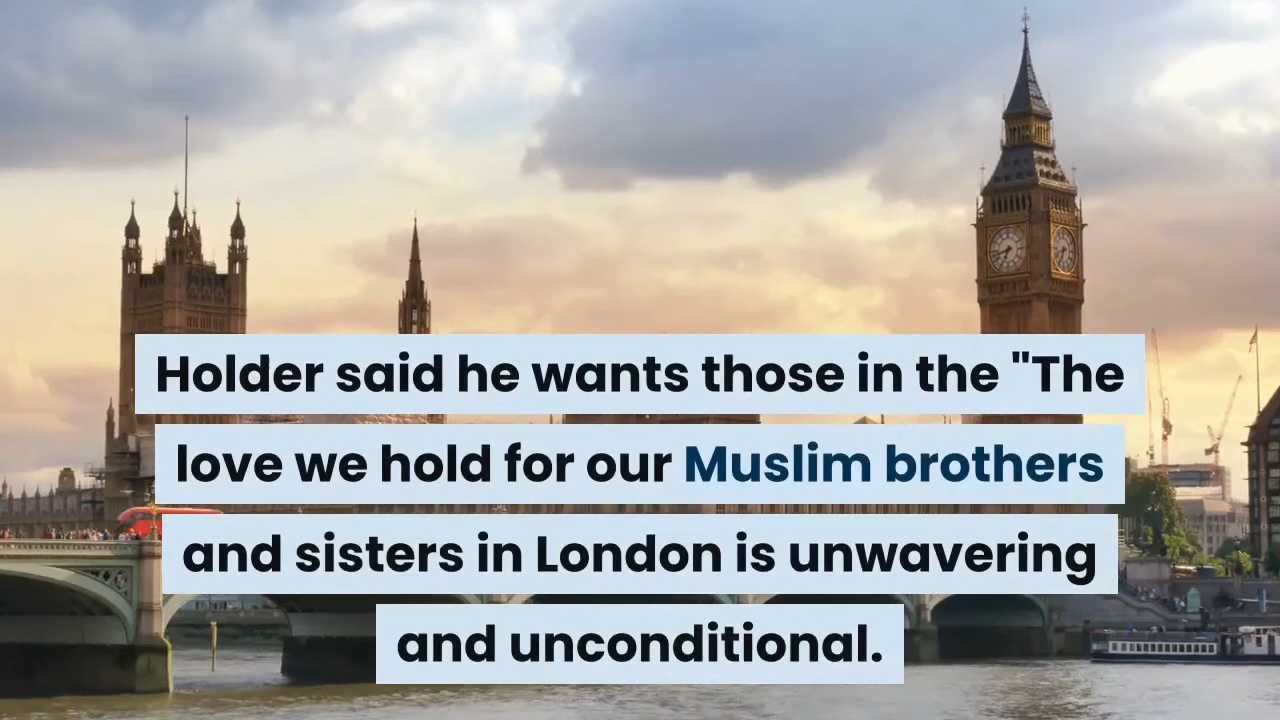 Holder said he wants those in the "The
love we hold for our Muslim brothers
and sisters in London is unwavering
and unconditional.